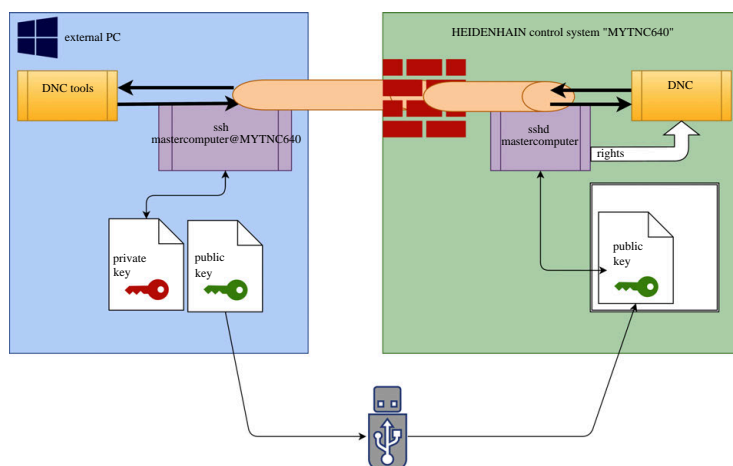 external PC
HEIDENHAIN control system "MYTNC640"
DNC tools
DNC
ssh
mastercomputer@MYTNC640
sshd
mastercomputer
rights
private
key
public
key
public
key